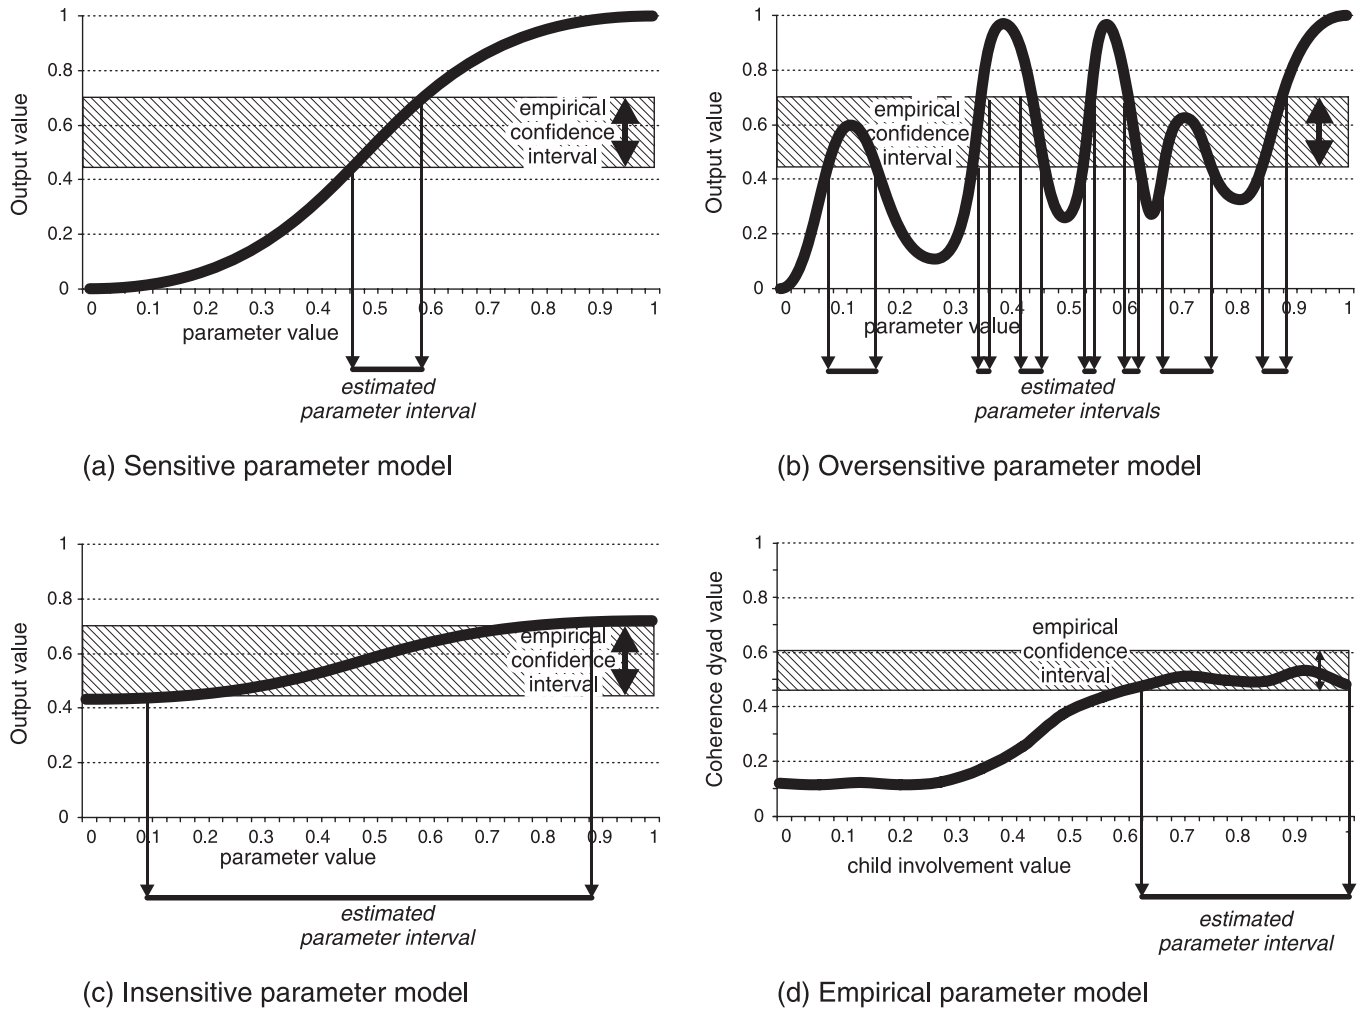 1
0.8
0.6
0.4
0.2
0
Output value
empirical
confidence
interval
0 0.1 0.2 0.3 0.4 0.5 0.6 0.7 0.8 0.9 1
parameter value
estimated
parameter interval
(a) Sensitive parameter model
1
0.8
0.6
0.4
0.2
0
Output value
empirical
confidence
interval
0 0.1 0.2 0.3 0.4 0.5 0.6 0.7 0.8 0.9 1
parameter value
estimated
parameter intervals
(b) Oversensitive parameter model
1
0.8
0.6
0.4
0.2
0
Output value
empirical
confidence
interval
0 0.1 0.2 0.3 0.4 0.5 0.6 0.7 0.8 0.9 1
parameter value
estimated
parameter interval
(c) Insensitive parameter model
1
0.8
0.6
0.4
0.2
0
Coherence dyad value
empirical
confidence
interval
0 0.1 0.2 0.3 0.4 0.5 0.6 0.7 0.8 0.9 1
child involvement value
estimated
parameter interval
(d) Empirical parameter model